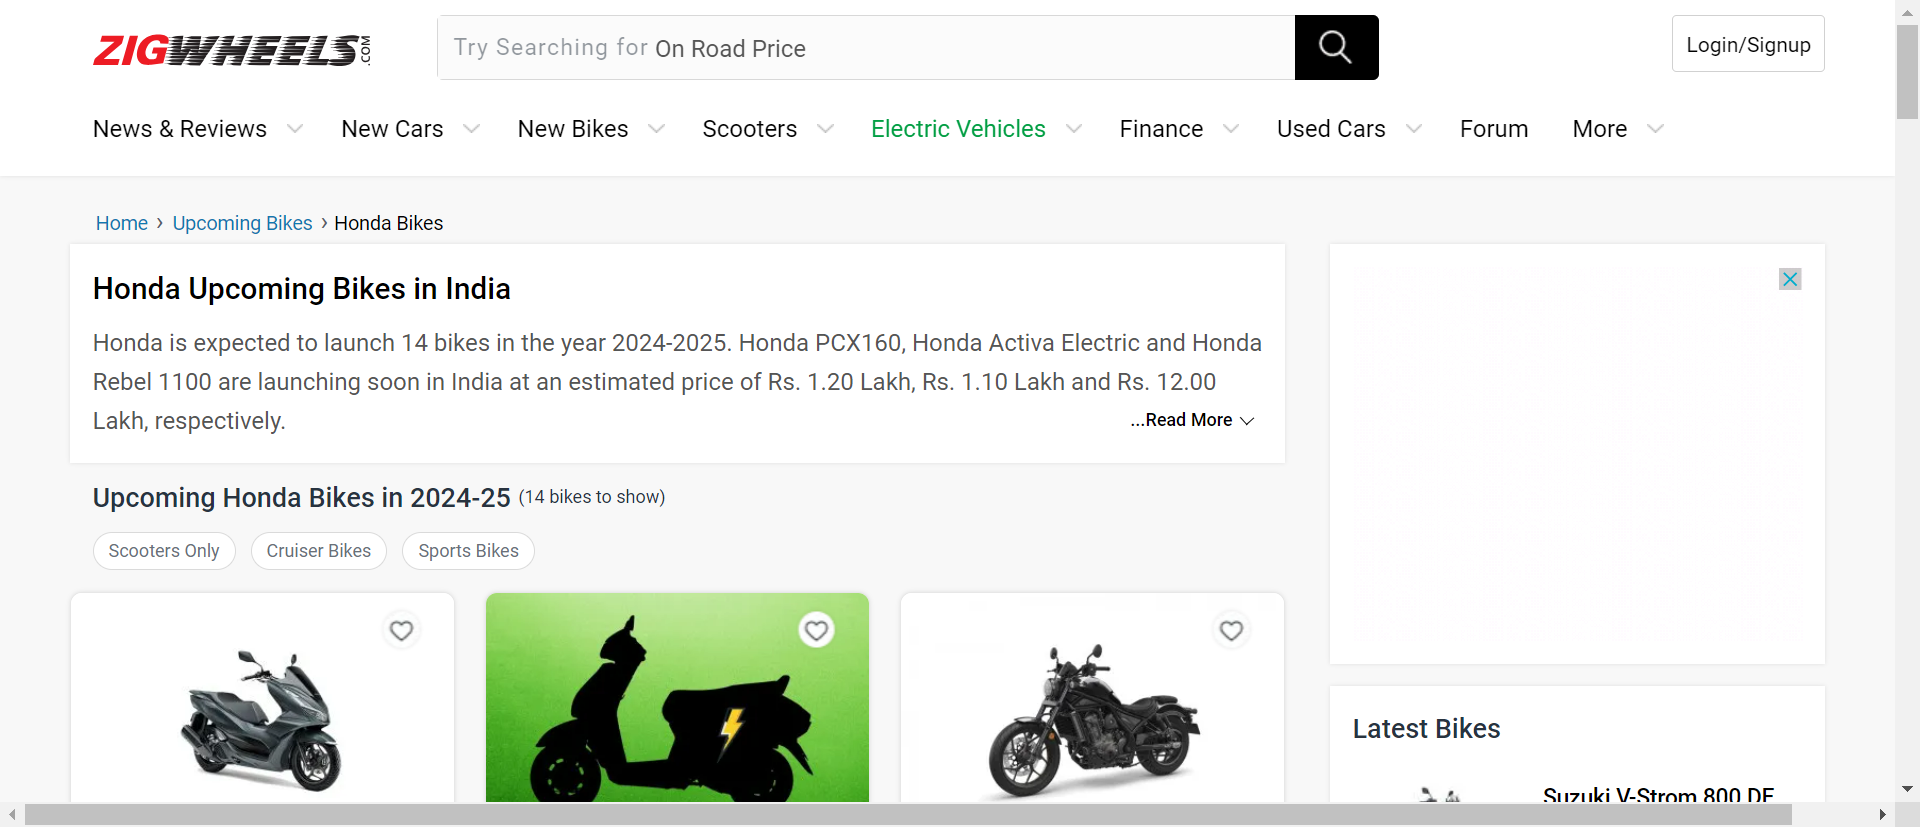 ZIGWHEELS.COM
Try Searching for On Road Price
Login/Signup
News & Reviews New Cars New Bikes Scooters Electric Vehicles Finance Used Cars Forum More
Home › Upcoming Bikes › Honda Bikes
Honda Upcoming Bikes in India
Honda is expected to launch 14 bikes in the year 2024-2025. Honda PCX160, Honda Activa Electric and Honda
Rebel 1100 are launching soon in India at an estimated price of Rs. 1.20 Lakh, Rs. 1.10 Lakh and Rs. 12.00
Lakh, respectively.
...Read More
Upcoming Honda Bikes in 2024-25 (14 bikes to show)
Scooters Only Cruiser Bikes Sports Bikes
Latest Bikes
Suzuki V-Strom 800 DE